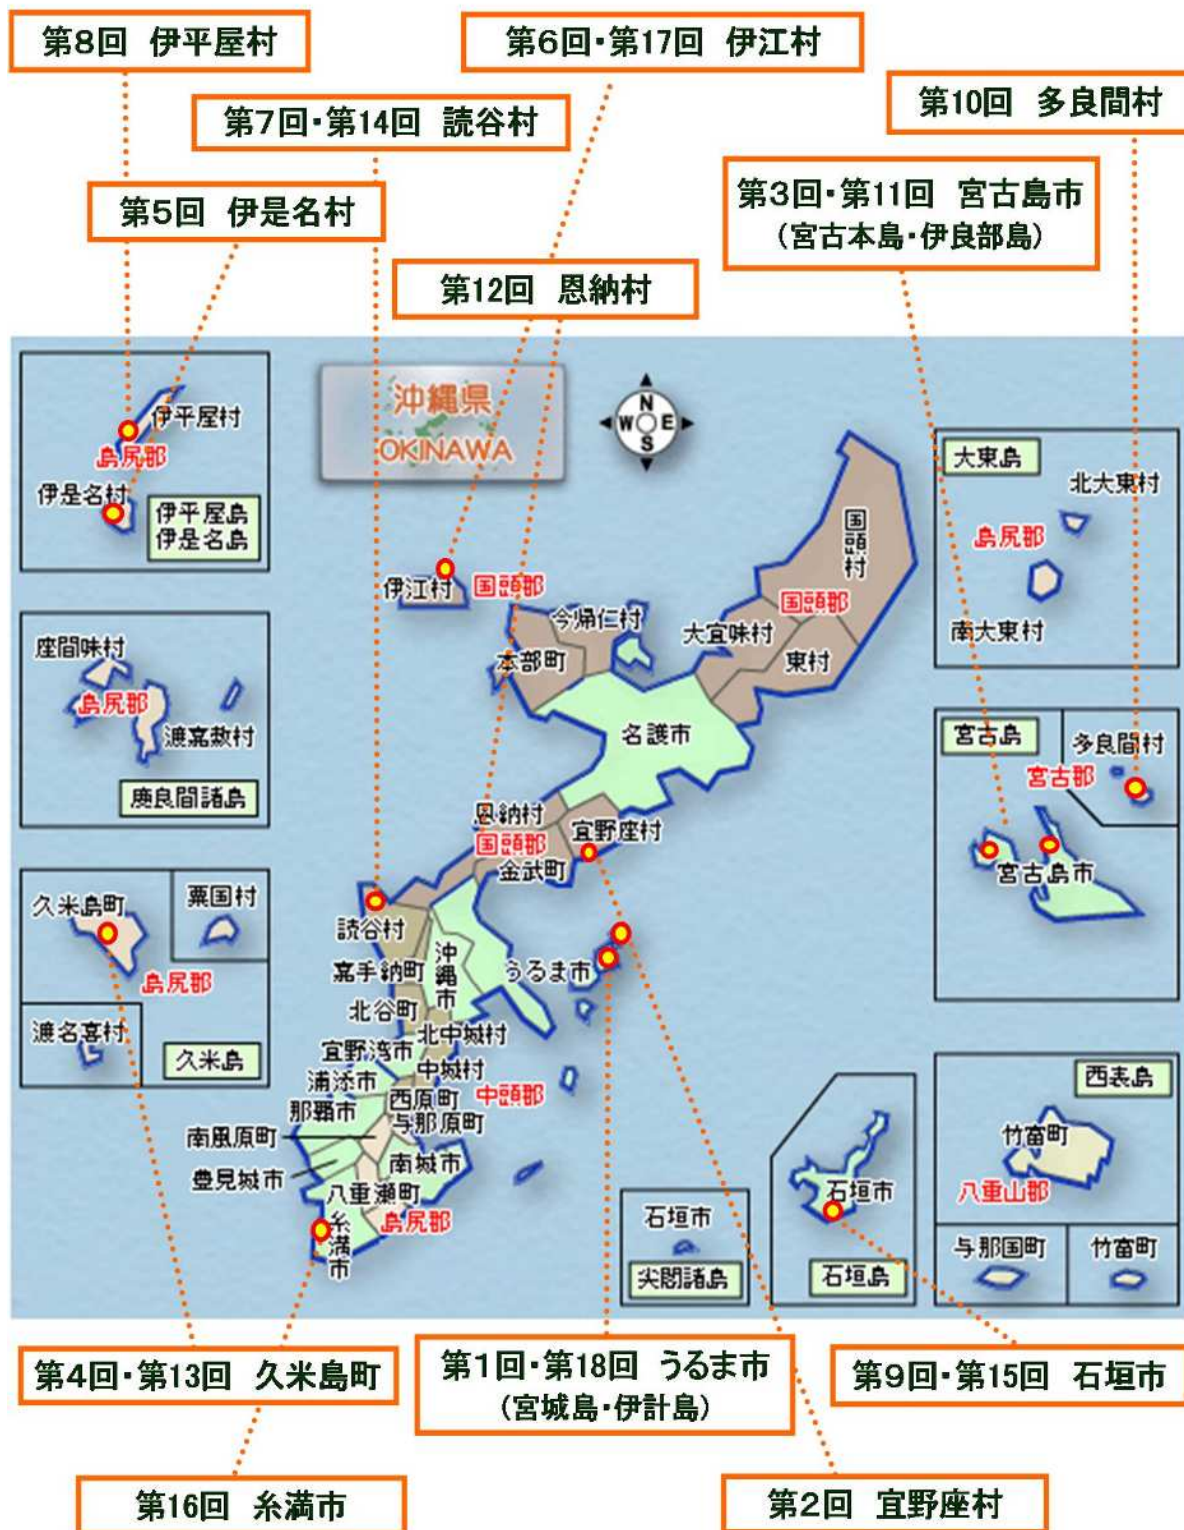 第8回 伊平屋村
第6回・第17回 伊江村
第10回 多良間村
第7回・第14回 読谷村
第3回・第11回 宮古島市
(宮古本島・伊良部島)
第5回 伊是名村
第12回 恩納村
沖縄県
OKINAWA
N
W
E
S
伊平屋村
島尻郡
伊是名村
伊平屋島
伊是名島
大東島
北大東村
島尻郡
南大東村
国頭村
国頭郡
大宜味村
東村
伊江村
国頭郡
今帰仁村
本部町
名護市
座間味村
島尻郡
渡嘉敷村
慶良間諸島
宮古島
多良間村
宮古郡
宮古島市
恩納村
国頭郡
宜野座村
金武町
久米島町
粟国村
島尻郡
渡名喜村
久米島
読谷村
沖縄市
うるま市
嘉手納町
北谷町
北中城村
宜野湾市
中城村
浦添市
西原町
中頭郡
那覇市
与那原町
南風原町
南城市
豊見城市
八重瀬町
島尻郡
糸満市
西表島
竹富町
八重山郡
石垣市
石垣島
石垣市
尖閣諸島
与那国町
竹富町
第4回・第13回 久米島町
第1回・第18回 うるま市
(宮城島・伊計島)
第9回・第15回 石垣市
第16回 糸満市
第2回 宜野座村